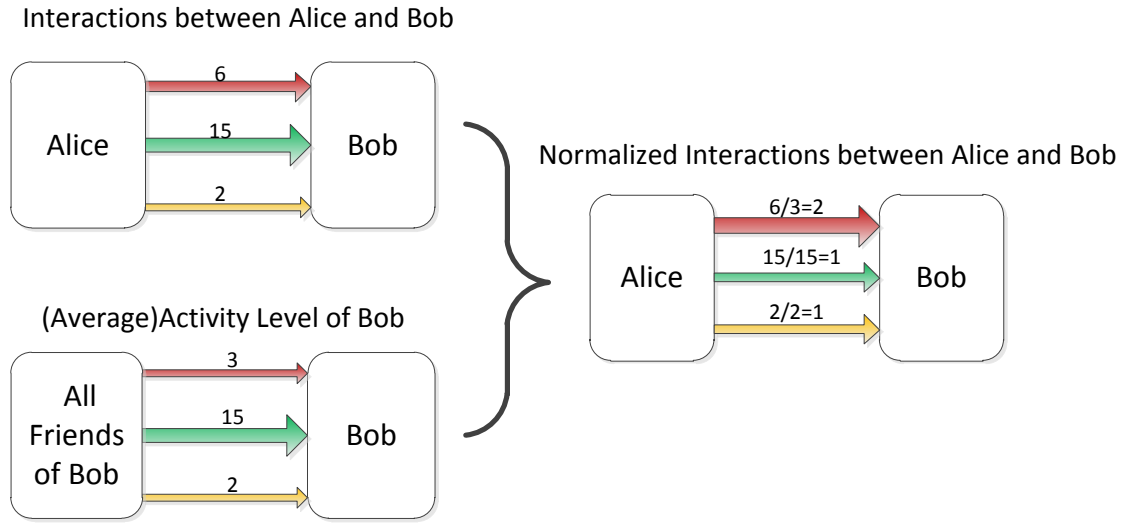 Interactions between Alice and Bob
6
Alice
15
Bob
2
(Average)Activity Level of Bob
3
All
Friends
of Bob
15
Bob
2
Normalized Interactions between Alice and Bob
6/3=2
Alice
15/15=1
Bob
2/2=1